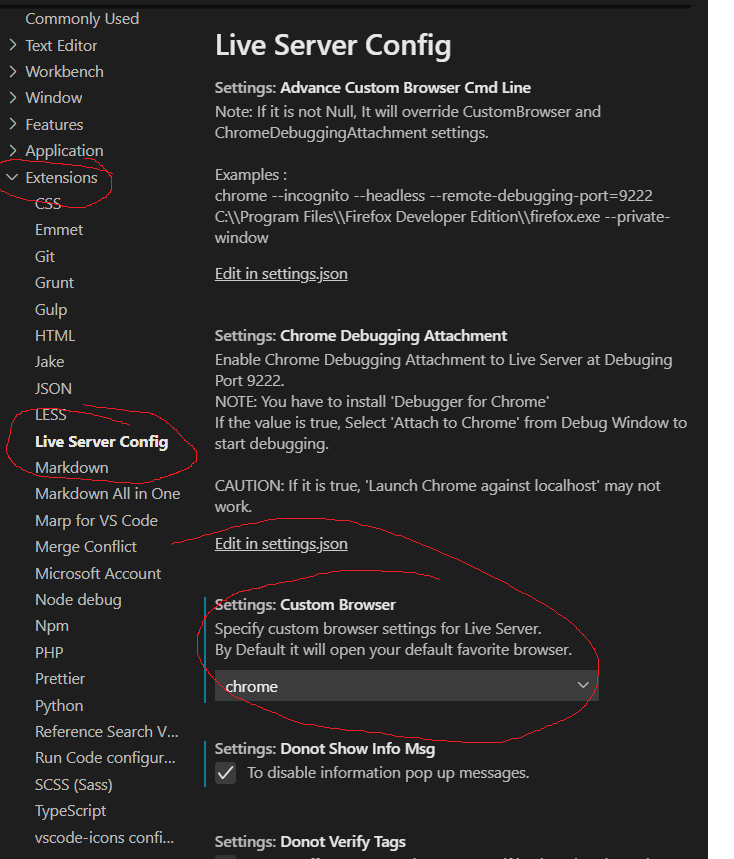 Commonly Used
Text Editor
Workbench
Window
Features
Application
Extensions
CSS
Emmet
Git
Grunt
Gulp
HTML
Jake
JSON
LESS
Live Server Config
Markdown
Markdown All in One
Marp for VS Code
Merge Conflict
Microsoft Account
Node debug
Npm
PHP
Prettier
Python
Reference Search V...
Run Code configur...
SCSS (Sass)
TypeScript
vscode-icons confi...
Live Server Config
Settings: Advance Custom Browser Cmd Line
Note: If it is not Null, It will override CustomBrowser and
ChromeDebuggingAttachment settings.
Examples :
chrome --incognito --headless --remote-debugging-port=9222
C:\\Program Files\\Firefox Developer Edition\\firefox.exe --private-
window
Edit in settings.json
Settings: Chrome Debugging Attachment
Enable Chrome Debugging Attachment to Live Server at Debuging
Port 9222.
NOTE: You have to install 'Debugger for Chrome'
If the value is true, Select 'Attach to Chrome' from Debug Window to
start debugging.
CAUTION: If it is true, 'Launch Chrome against localhost' may not
work.
Edit in settings.json
Settings: Custom Browser
Specify custom browser settings for Live Server.
By Default it will open your default favorite browser.
chrome
Settings: Donot Show Info Msg
To disable information pop up messages.
Settings: Donot Verify Tags